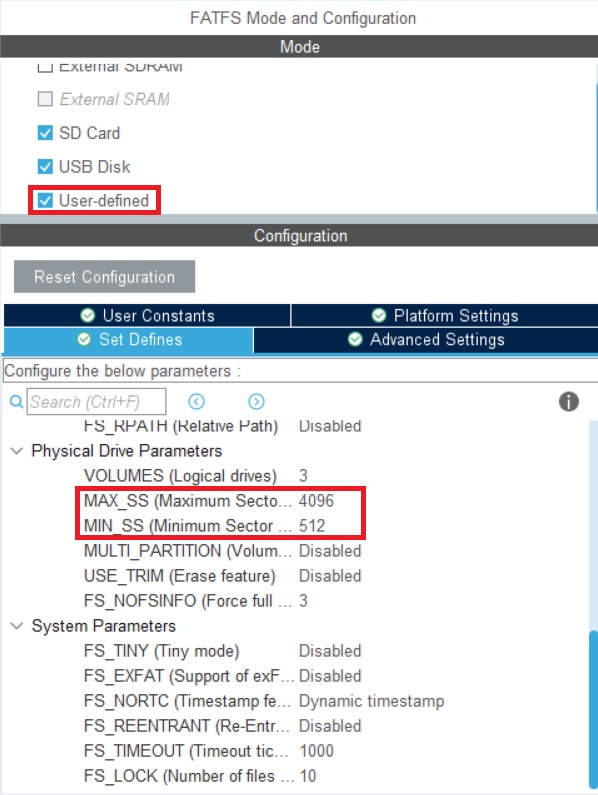 FATFS Mode and Configuration
Mode
External SDRAM
External SRAM
SD Card
USB Disk
User-defined
Configuration
Reset Configuration
User Constants Platform Settings
Set Defines Advanced Settings
Configure the below parameters :
Search (Ctrl+F)
FS_RPATH (Relative Path) Disabled
Physical Drive Parameters
VOLUMES (Logical drives) 3
MAX_SS (Maximum Secto... 4096
MIN_SS (Minimum Sector ... 512
MULTI_PARTITION (Volum... Disabled
USE_TRIM (Erase feature) Disabled
FS_NOFSINFO (Force full ... 3
System Parameters
FS_TINY (Tiny mode) Disabled
FS_EXFAT (Support of exF... Disabled
FS_NORTC (Timestamp fe... Dynamic timestamp
FS_REENTRANT (Re-Entr... Disabled
FS_TIMEOUT (Timeout tic... 1000
FS_LOCK (Number of files ... 10